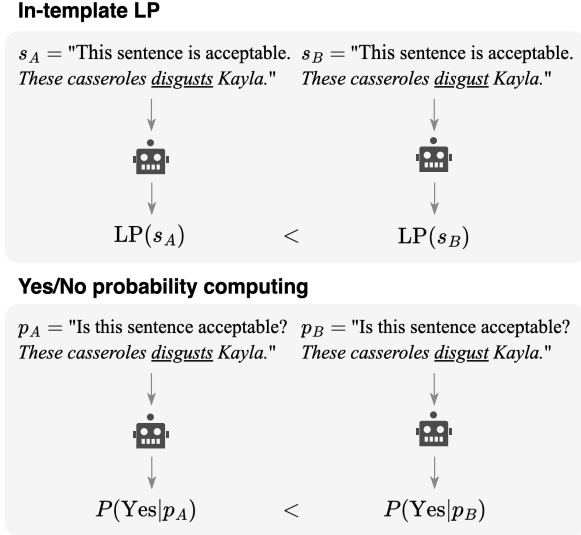 In-template LP
s_A = "This sentence is acceptable. s_B = "This sentence is acceptable.
These casseroles disgusts Kayla." These casseroles disgust Kayla."
LP(s_A) < LP(s_B)
Yes/No probability computing
p_A = "Is this sentence acceptable? p_B = "Is this sentence acceptable?
These casseroles disgusts Kayla." These casseroles disgust Kayla."
P(Yes|p_A) < P(Yes|p_B)